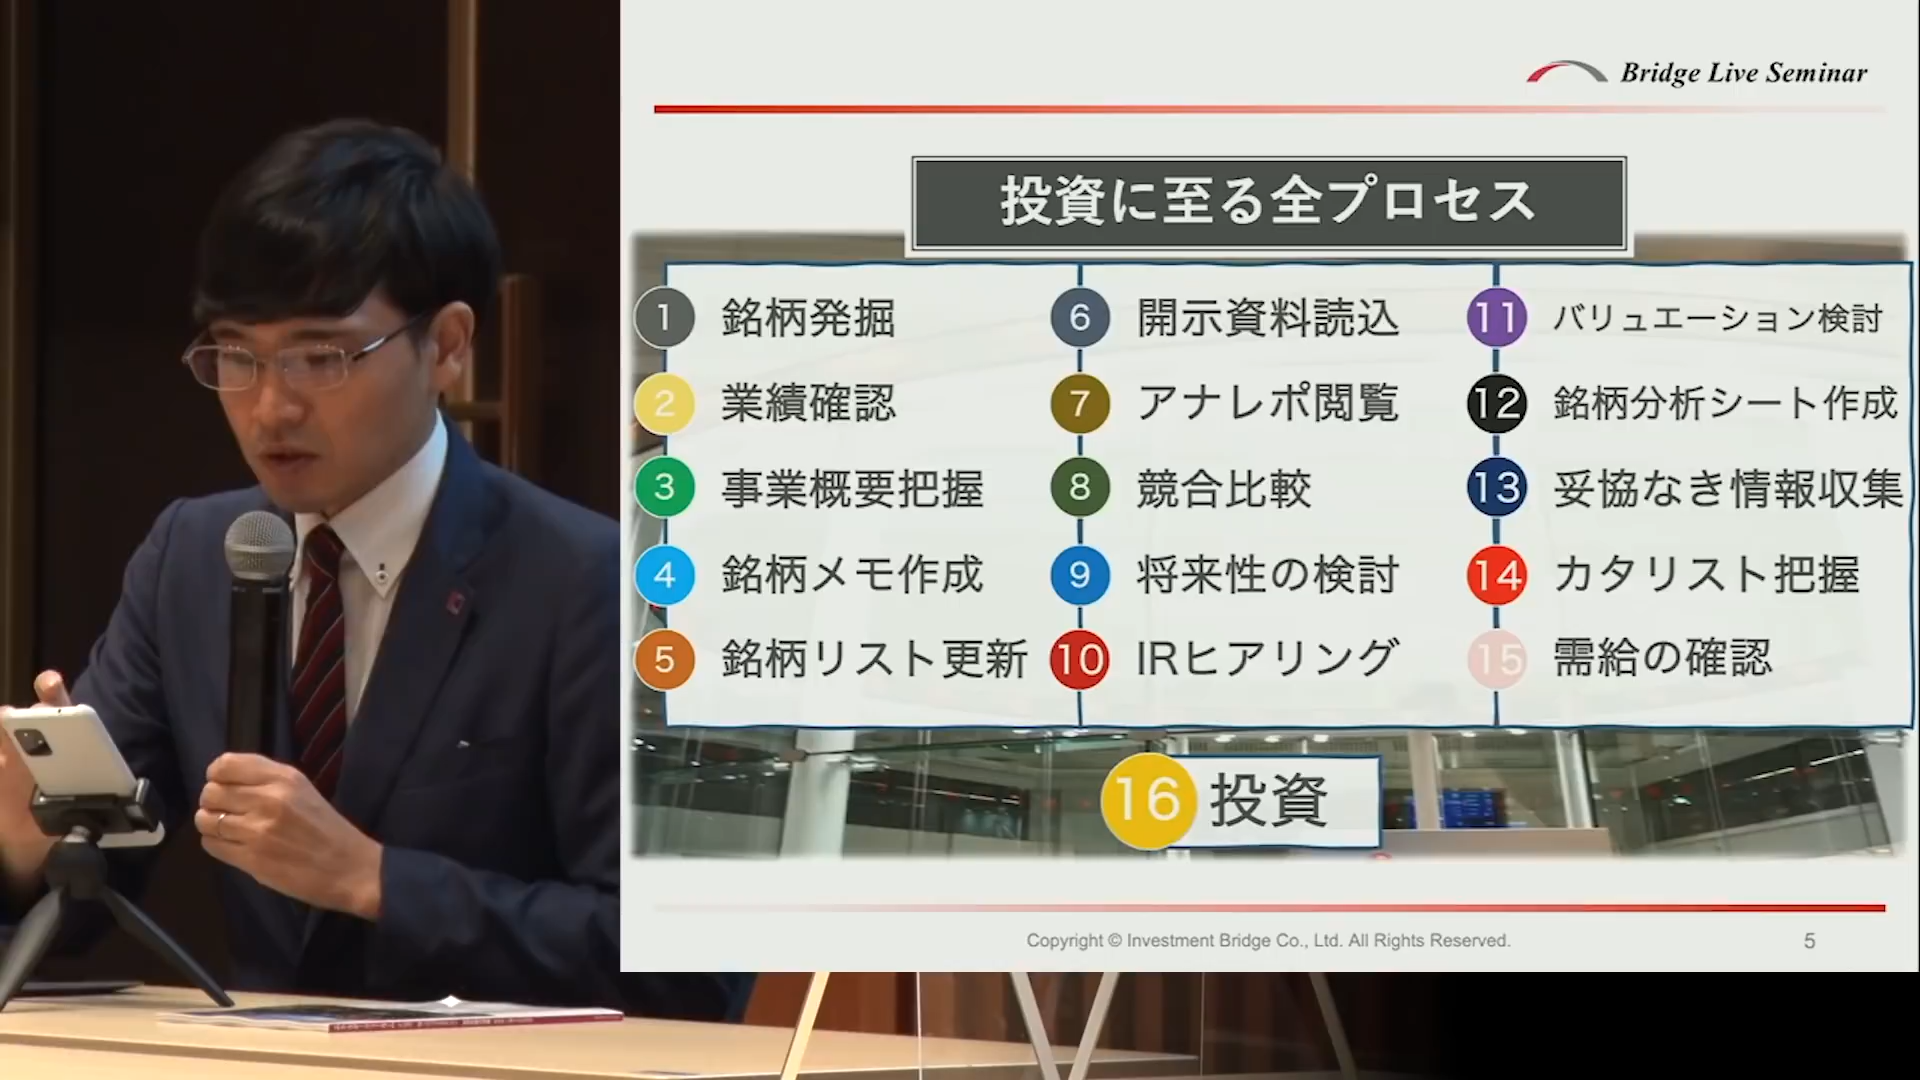 Bridge Live Seminar
投資に至る全プロセス
1 銘柄発掘
2 業績確認
3 事業概要把握
4 銘柄メモ作成
5 銘柄リスト更新
6 開示資料読込
7 アナレポ閲覧
8 競合比較
9 将来性の検討
10 IRヒアリング
11 バリュエーション検討
12 銘柄分析シート作成
13 妥協なき情報収集
14 カタリスト把握
15 需給の確認
16 投資
Copyright © Investment Bridge Co., Ltd. All Rights Reserved.
5